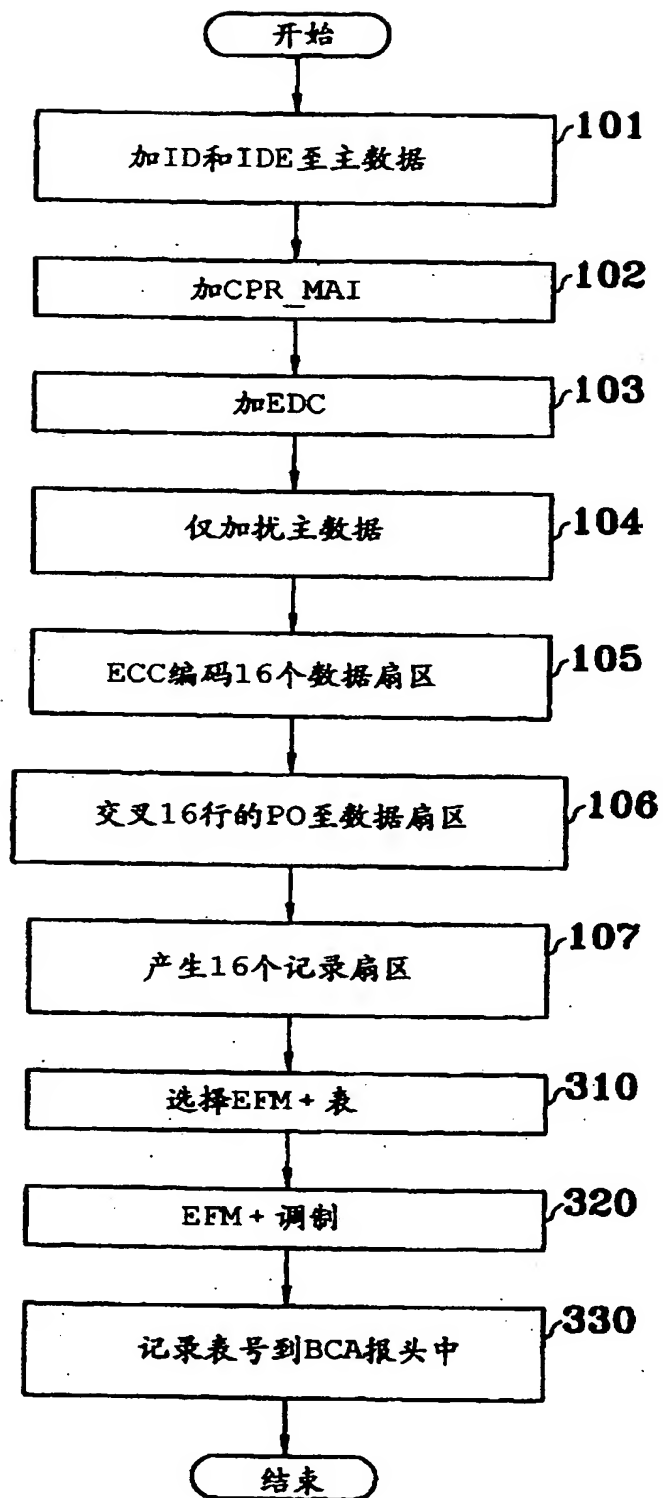 开始
加ID和IDE至主数据
101
加CPR_MAI
102
加EDC
103
仅加扰主数据
104
ECC编码16个数据扇区
105
交叉16行的PO至数据扇区
106
产生16个记录扇区
107
选择EFM+表
310
EFM+调制
320
记录表号到BCA报头中
330
结束